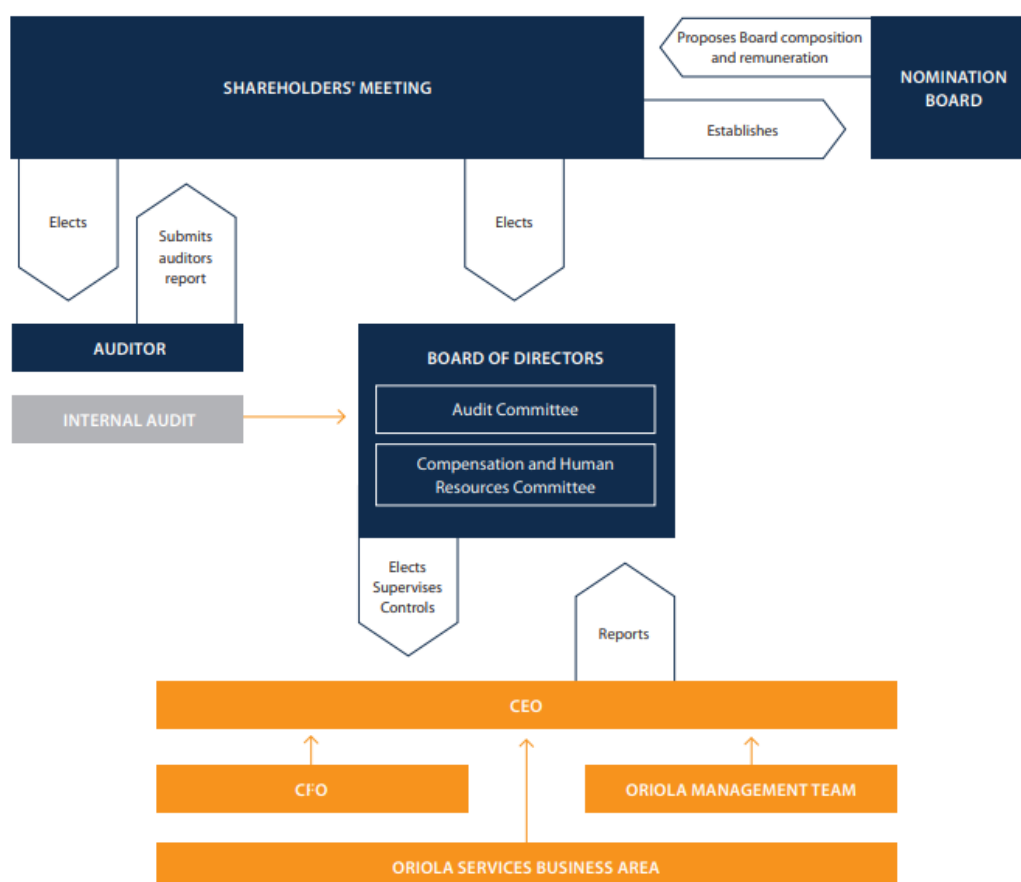 Proposes Board composition
and remuneration
SHAREHOLDERS' MEETING
NOMINATION
BOARD
Establishes
Elects
Submits
auditors
report
Elects
AUDITOR
BOARD OF DIRECTORS
INTERNAL AUDIT
Audit Committee
Compensation and Human
Resources Committee
Elects
Supervises
Controls
Reports
CEO
CFO
ORIOLA MANAGEMENT TEAM
ORIOLA SERVICES BUSINESS AREA